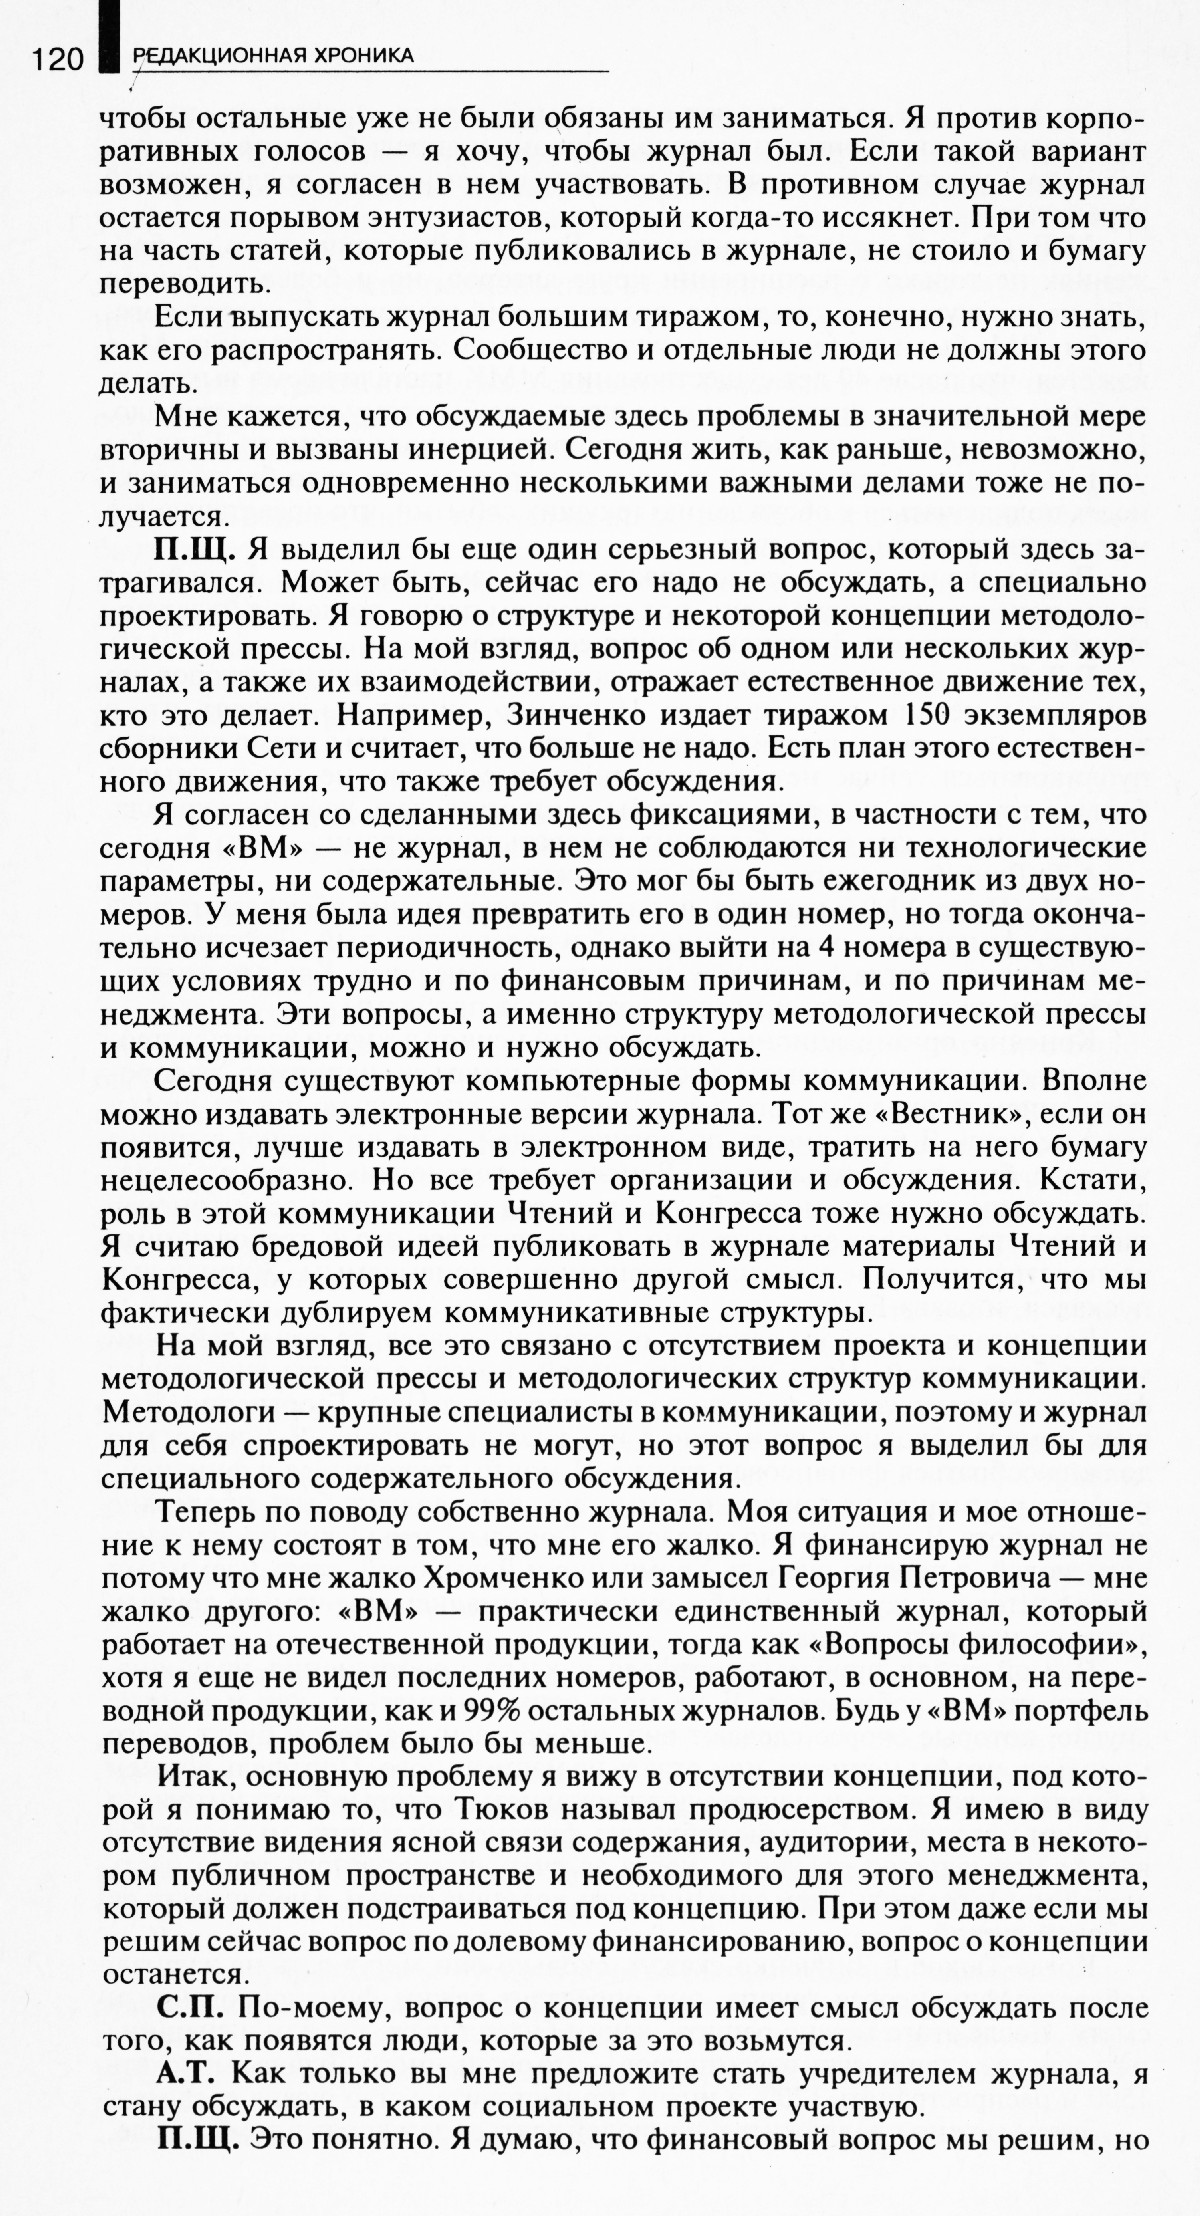 120
РЕДАКЦИОННАЯ ХРОНИКА
чтобы остальные уже не были обязаны им заниматься. Я против корпо-
ративных голосов — я хочу, чтобы журнал был. Если такой вариант
возможен, я согласен в нем участвовать. В противном случае журнал
остается порывом энтузиастов, который когда-то иссякнет. При том что
на часть статей, которые публиковались в журнале, не стоило и бумагу
переводить.
Если выпускать журнал большим тиражом, то, конечно, нужно знать,
как его распространять. Сообщество и отдельные люди не должны этого
делать.
Мне кажется, что обсуждаемые здесь проблемы в значительной мере
вторичны и вызваны инерцией. Сегодня жить, как раньше, невозможно,
и заниматься одновременно несколькими важными делами тоже не по-
лучается.
П.Щ. Я выделил бы еще один серьезный вопрос, который здесь за-
трагивался. Может быть, сейчас его надо не обсуждать, а специально
проектировать. Я говорю о структуре и некоторой концепции методоло-
гической прессы. На мой взгляд, вопрос об одном или нескольких жур-
налах, а также их взаимодействии, отражает естественное движение тех,
кто это делает. Например, Зинченко издает тиражом 150 экземпляров
сборники Сети и считает, что больше не надо. Есть план этого естествен-
ного движения, что также требует обсуждения.
Я согласен со сделанными здесь фиксациями, в частности с тем, что
сегодня «ВМ» — не журнал, в нем не соблюдаются ни технологические
параметры, ни содержательные. Это мог бы быть ежегодник из двух но-
меров. У меня была идея превратить его в один номер, но тогда оконча-
тельно исчезает периодичность, однако выйти на 4 номера в существую-
щих условиях трудно и по финансовым причинам, и по причинам ме-
неджмента. Эти вопросы, а именно структуру методологической прессы
и коммуникации, можно и нужно обсуждать.
Сегодня существуют компьютерные формы коммуникации. Вполне
можно издавать электронные версии журнала. Тот же «Вестник», если он
появится, лучше издавать в электронном виде, тратить на него бумагу
нецелесообразно. Но все требует организации и обсуждения. Кстати,
роль в этой коммуникации Чтений и Конгресса тоже нужно обсуждать.
Я считаю бредовой идеей публиковать в журнале материалы Чтений и
Конгресса, у которых совершенно другой смысл. Получится, что мы
фактически дублируем коммуникативные структуры.
На мой взгляд, все это связано с отсутствием проекта и концепции
методологической прессы и методологических структур коммуникации.
Методологи — крупные специалисты в коммуникации, поэтому и журнал
для себя спроектировать не могут, но этот вопрос я выделил бы для
специального содержательного обсуждения.
Теперь по поводу собственно журнала. Моя ситуация и мое отноше-
ние к нему состоят в том, что мне его жалко. Я финансирую журнал не
потому что мне жалко Хромченко или замысел Георгия Петровича — мне
жалко другого: «ВМ» — практически единственный журнал, который
работает на отечественной продукции, тогда как «Вопросы философии»,
хотя я еще не видел последних номеров, работают, в основном, на пере-
водной продукции, как и 99% остальных журналов. Будь у «ВМ» портфель
переводов, проблем было бы меньше.
Итак, основную проблему я вижу в отсутствии концепции, под кото-
рой я понимаю то, что Тюков называл продюсерством. Я имею в виду
отсутствие видения ясной связи содержания, аудитории, места в некото-
ром публичном пространстве и необходимого для этого менеджмента,
который должен подстраиваться под концепцию. При этом даже если мы
решим сейчас вопрос по долевому финансированию, вопрос о концепции
останется.
С.П. По-моему, вопрос о концепции имеет смысл обсуждать после
того, как появятся люди, которые за это возьмутся.
А.Т. Как только вы мне предложите стать учредителем журнала, я
стану обсуждать, в каком социальном проекте участвую.
П.Щ. Это понятно. Я думаю, что финансовый вопрос мы решим, но